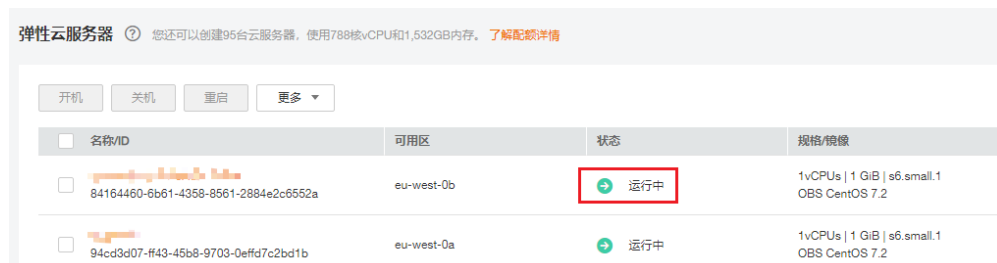 弹性云服务器 ? 您还可以创建95台云服务器，使用788核vCPU和1,532GB内存。 了解配额详情
开机 关机 重启 更多
名称/ID 可用区 状态 规格/镜像
84164460-6b61-4358-8561-2884e2c6552a eu-west-0b 运行中 1vCPUs | 1 GiB | s6.small.1
OBS CentOS 7.2
94cd3d07-ff43-45b8-9703-0effd7c2bd1b eu-west-0a 运行中 1vCPUs | 1 GiB | s6.small.1
OBS CentOS 7.2